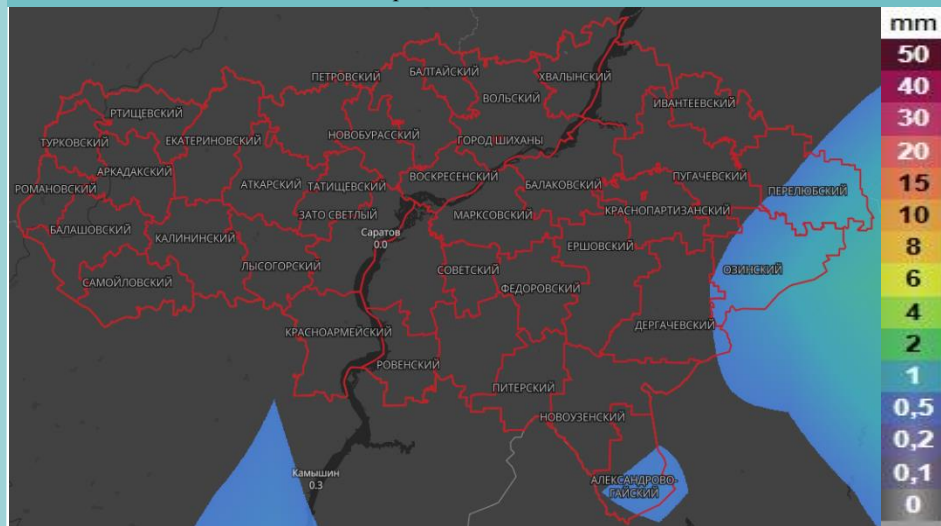 mm
50
40
30
20
15
10
8
6
4
2
1
0,5
0,2
0,1
0
БАЛТАЙСКИЙ
ПЕТРОВСКИЙ
ХВАЛЫНСКИЙ
ВОЛЬСКИЙ
ИВАНТЕЕВСКИЙ
РТИЩЕВСКИЙ
НОВОБУРАССКИЙ
ТУРКОВСКИЙ
ЕКАТЕРИНОВСКИЙ
ГОРОД ШИХАНЫ
АРКАДАКСКИЙ
ВОСКРЕСЕНСКИЙ
ПУГАЧЕВСКИЙ
РОМАНОВСКИЙ
АТКАРСКИЙ
ТАТИЩЕВСКИЙ
БАЛАКОВСКИЙ
ПЕРЕЛЮБСКИЙ
ЗАТО СВЕТЛЫЙ
МАРКСОВСКИЙ
КРАСНОПАРТИЗАНСКИЙ
БАЛАШОВСКИЙ
Саратов
0.0
КАЛИНИНСКИЙ
ЕРШОВСКИЙ
ЛЫСОГОРСКИЙ
СОВЕТСКИЙ
ОЗИНСКИЙ
САМОЙЛОВСКИЙ
ФЕДОРОВСКИЙ
КРАСНОАРМЕЙСКИЙ
ДЕРГАЧЕВСКИЙ
РОВЕНСКИЙ
ПИТЕРСКИЙ
НОВОУЗЕНСКИЙ
Камышин
0.3
АЛЕКСАНДРОВО-
ГАЙСКИЙ